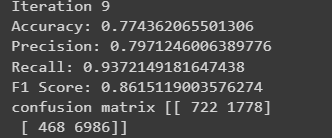 Iteration 9
Accuracy: 0.774362065501306
Precision: 0.7971246006389776
Recall: 0.9372149181647438
F1 Score: 0.8615119003576274
confusion matrix [[ 722 1778]
[ 468 6986]]